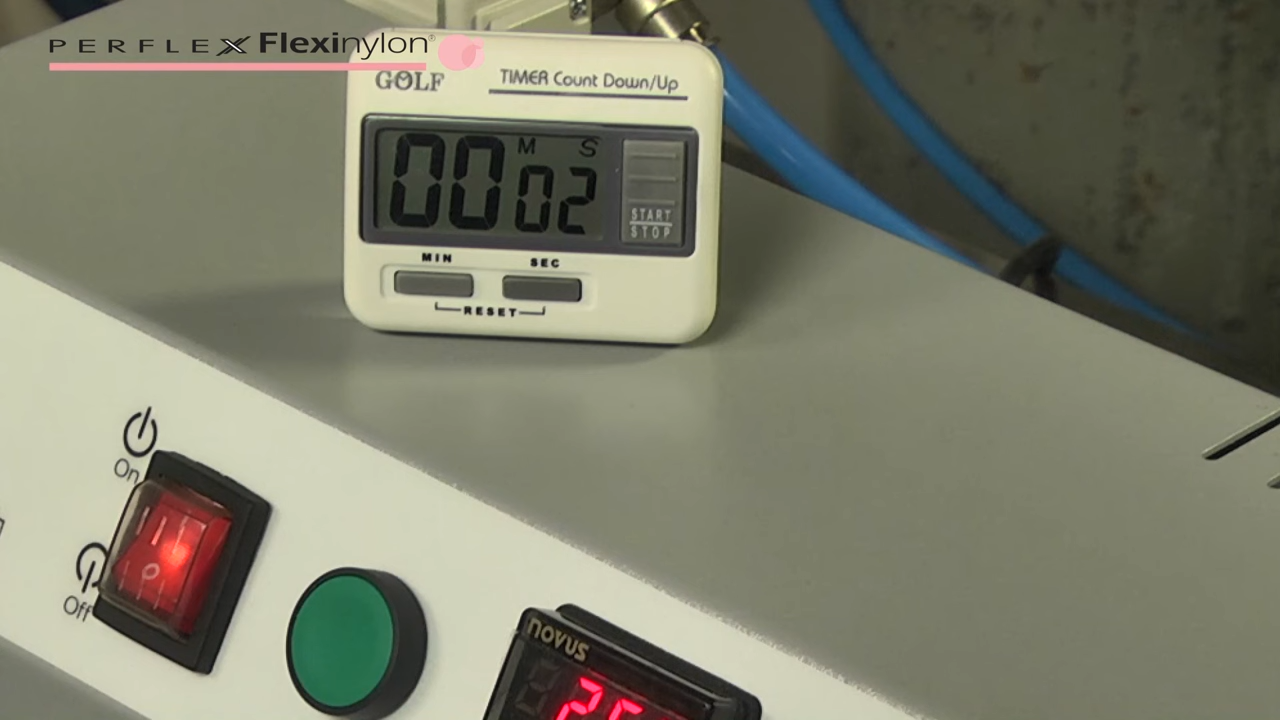 PERFLEX Flexinylon®
GOLF
TIMER Count Down/Up
M S
00 02
START
STOP
MIN SEC
RESET
On
Off
novus